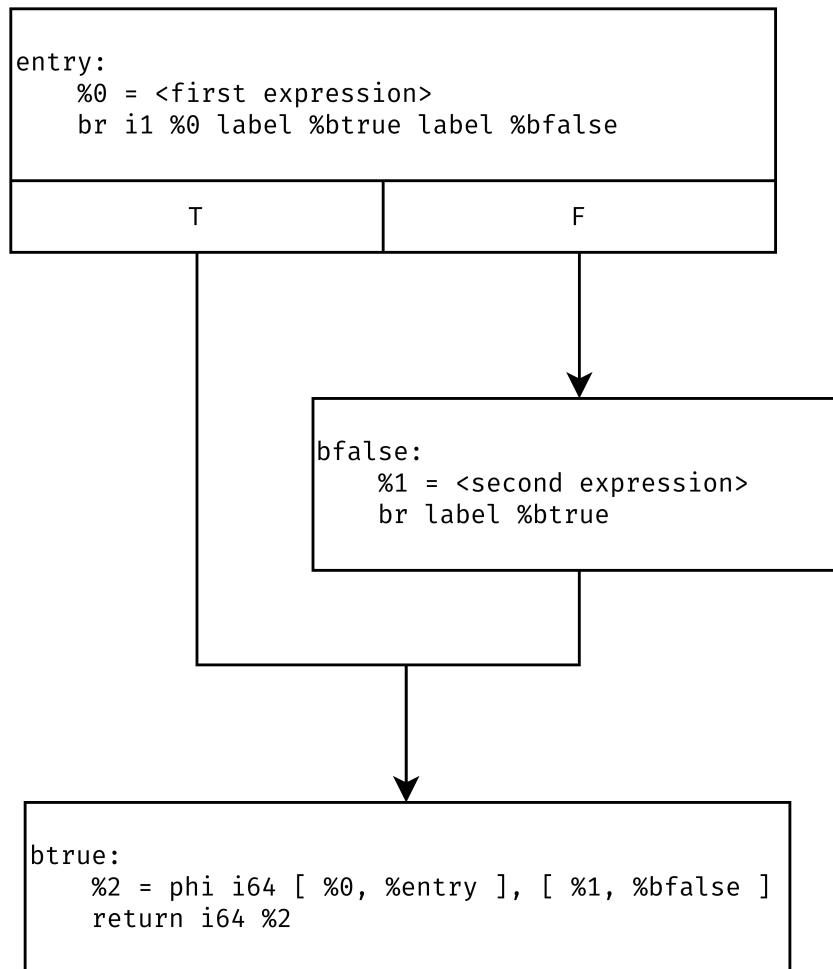 entry:
%0 = <first expression>
br i1 %0 label %btrue label %bfalse
T
F
bfalse:
%1 = <second expression>
br label %btrue
btrue:
%2 = phi i64 [ %0, %entry ], [ %1, %bfalse ]
return i64 %2